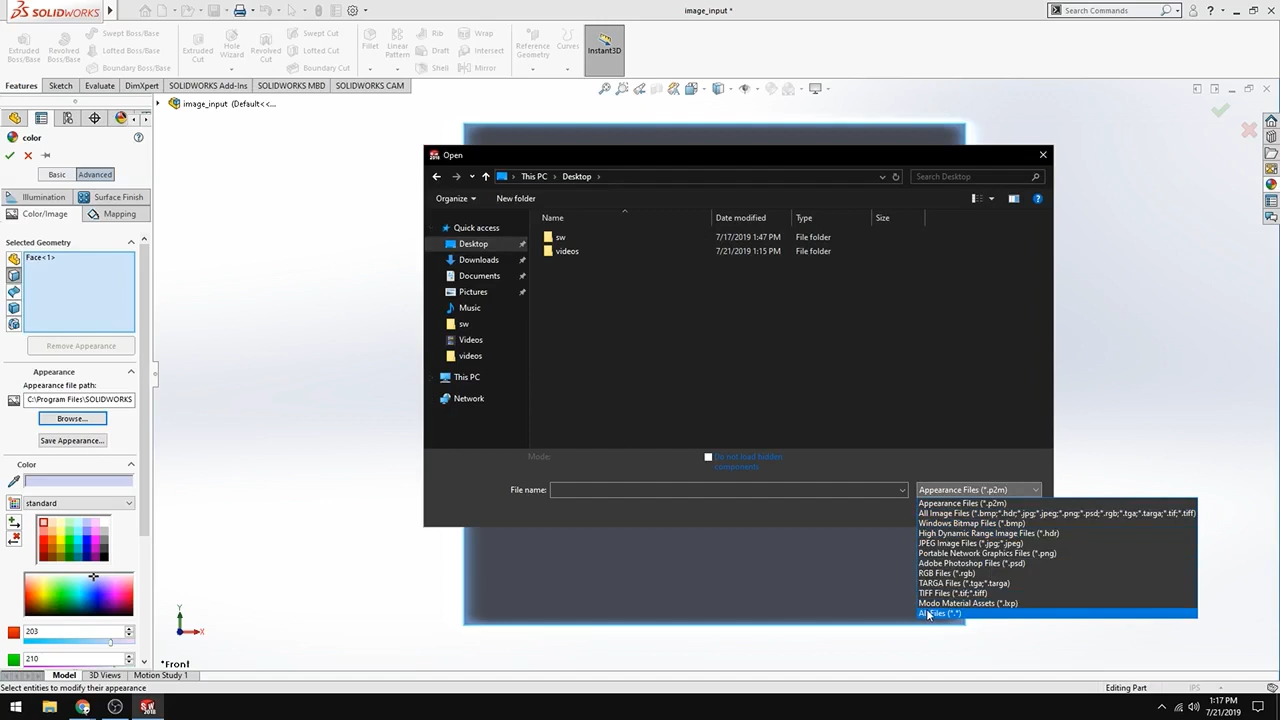 SOLIDWORKS
image_input *
Search Commands
Extruded Boss/Base
Revolved Boss/Base
Swept Boss/Base
Lofted Boss/Base
Boundary Boss/Base
Extruded Cut
Hole Wizard
Revolved Cut
Swept Cut
Lofted Cut
Boundary Cut
Fillet
Linear Pattern
Rib
Draft
Shell
Wrap
Intersect
Mirror
Reference Geometry
Curves
Instant3D
Features
Sketch
Evaluate
DimXpert
SOLIDWORKS Add-Ins
SOLIDWORKS MBD
SOLIDWORKS CAM
image_input (Default<<...
color
Basic
Advanced
Illumination
Surface Finish
Color/Image
Mapping
Selected Geometry
Face<1>
Remove Appearance
Appearance
Appearance file path:
C:\Program Files\SOLIDWORKS
Browse...
Save Appearance...
Color
standard
203
210
Open
This PC > Desktop >
Search Desktop
Organize
New folder
Name
Date modified
Type
Size
sw
7/17/2019 1:47 PM
File folder
videos
7/21/2019 1:15 PM
File folder
Quick access
Desktop
Downloads
Documents
Pictures
Music
sw
Videos
videos
This PC
Network
Mode:
Do not load hidden
components
File name:
Appearance Files (*.p2m)
Appearance Files (*.p2m)
All Image Files (*.bmp;*.hdr;*.jpg;*.jpeg;*.png;*.psd;*.rgb;*.tga;*.targa;*.tif;*.tiff)
Windows Bitmap Files (*.bmp)
High Dynamic Range Image Files (*.hdr)
JPEG Image Files (*.jpg;*.jpeg)
Portable Network Graphics Files (*.png)
Adobe Photoshop Files (*.psd)
RGB Files (*.rgb)
TARGA Files (*.tga;*.targa)
TIFF Files (*.tif;*.tiff)
Modo Material Assets (*.lxp)
All Files (*.*)
Y
X
*Front
Model
3D Views
Motion Study 1
Select entities to modify their appearance
Editing Part
IPS
SW
2018
1:17 PM
7/21/2019